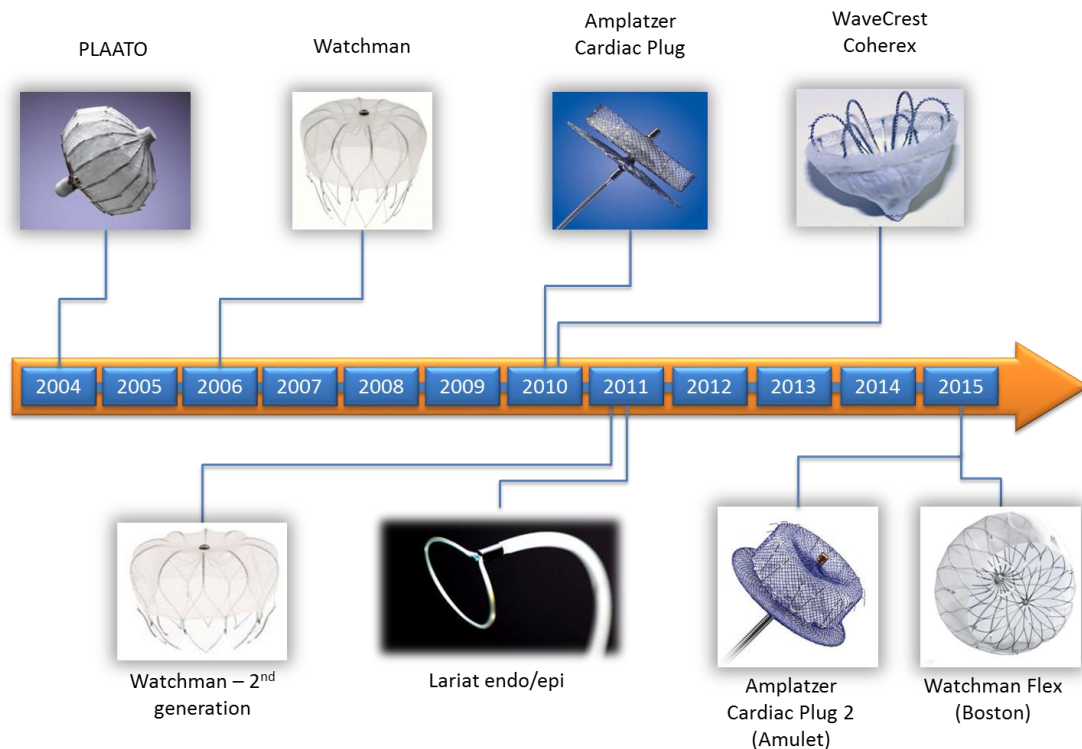 PLAATO
Watchman
Amplatzer
Cardiac Plug
WaveCrest
Coherex
2004
2005
2006
2007
2008
2009
2010
2011
2012
2013
2014
2015
Watchman – 2nd
generation
Lariat endo/epi
Amplatzer
Cardiac Plug 2
(Amulet)
Watchman Flex
(Boston)